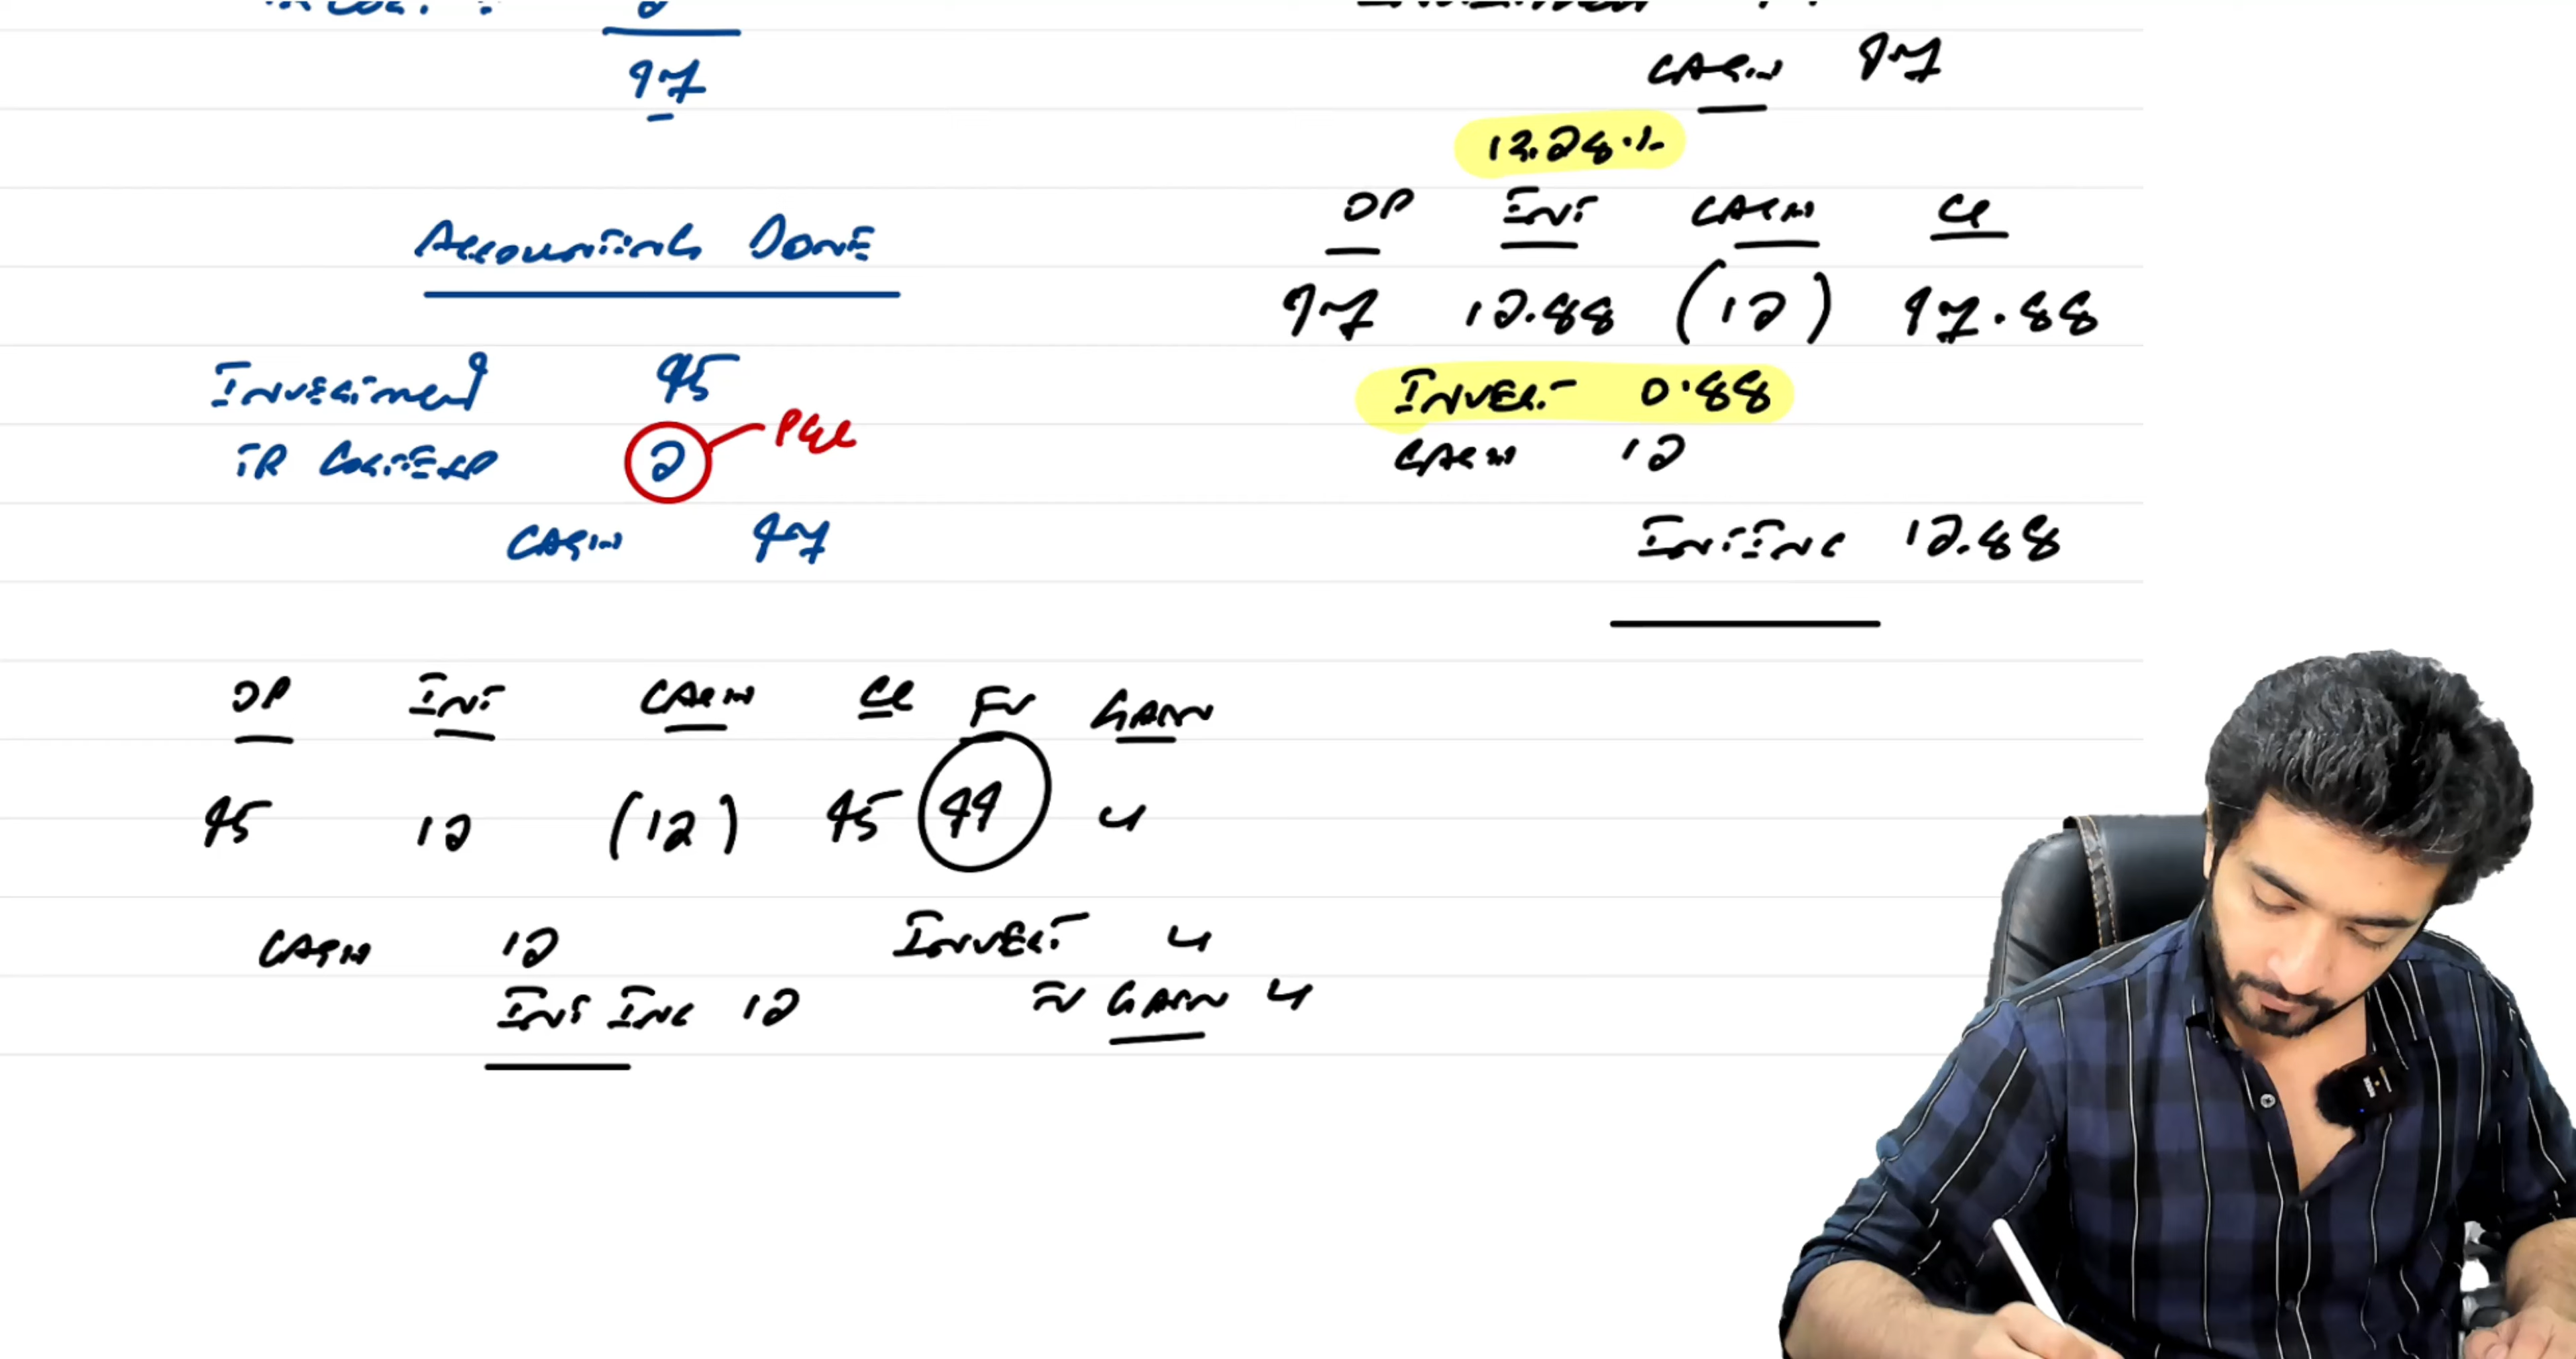 97
ACCOUNTING DONE
INVESTMENT 95
TR COST EXP 2 P&L
CASH 97
CASH 97
13.28%
OP INT CASH CL
97 12.88 (12) 97.88
INVEST 0.88
CASH 12
INT INC 12.88
OP INT CASH CL FV GAIN
95 12 (12) 95 99 4
CASH 12
INT INC 12
INVEST 4
FV GAIN 4